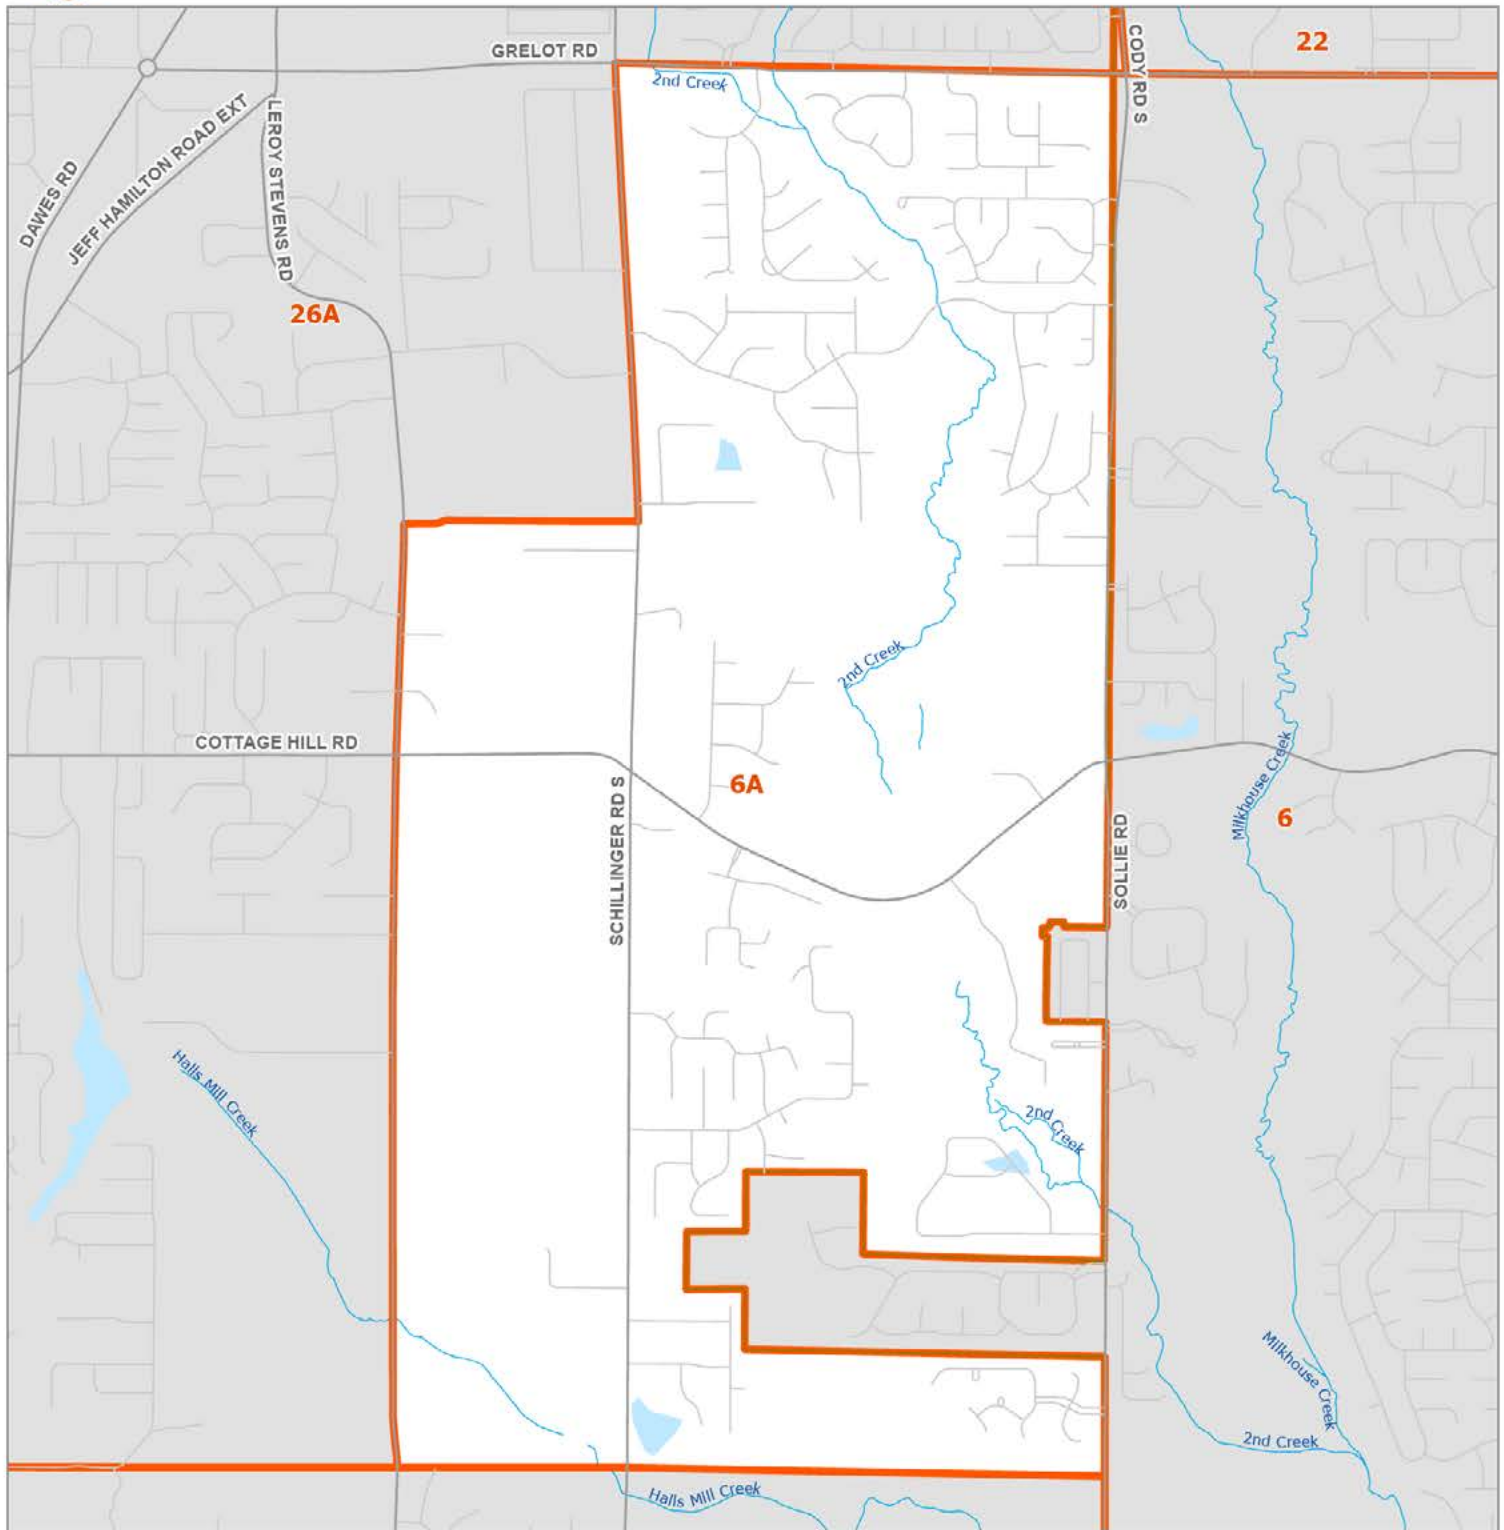 22
GRELOT RD
CODY RD S
2nd Creek
JEFF HAMILTON ROAD EXT
LEROY STEVENS RD
DAWES RD
26A
2nd Creek
COTTAGE HILL RD
6A
SCHILLINGER RD S
Milkhouse Creek
6
SOLLIE RD
Halls Mill Creek
2nd Creek
Milkhouse Creek
2nd Creek
Halls Mill Creek